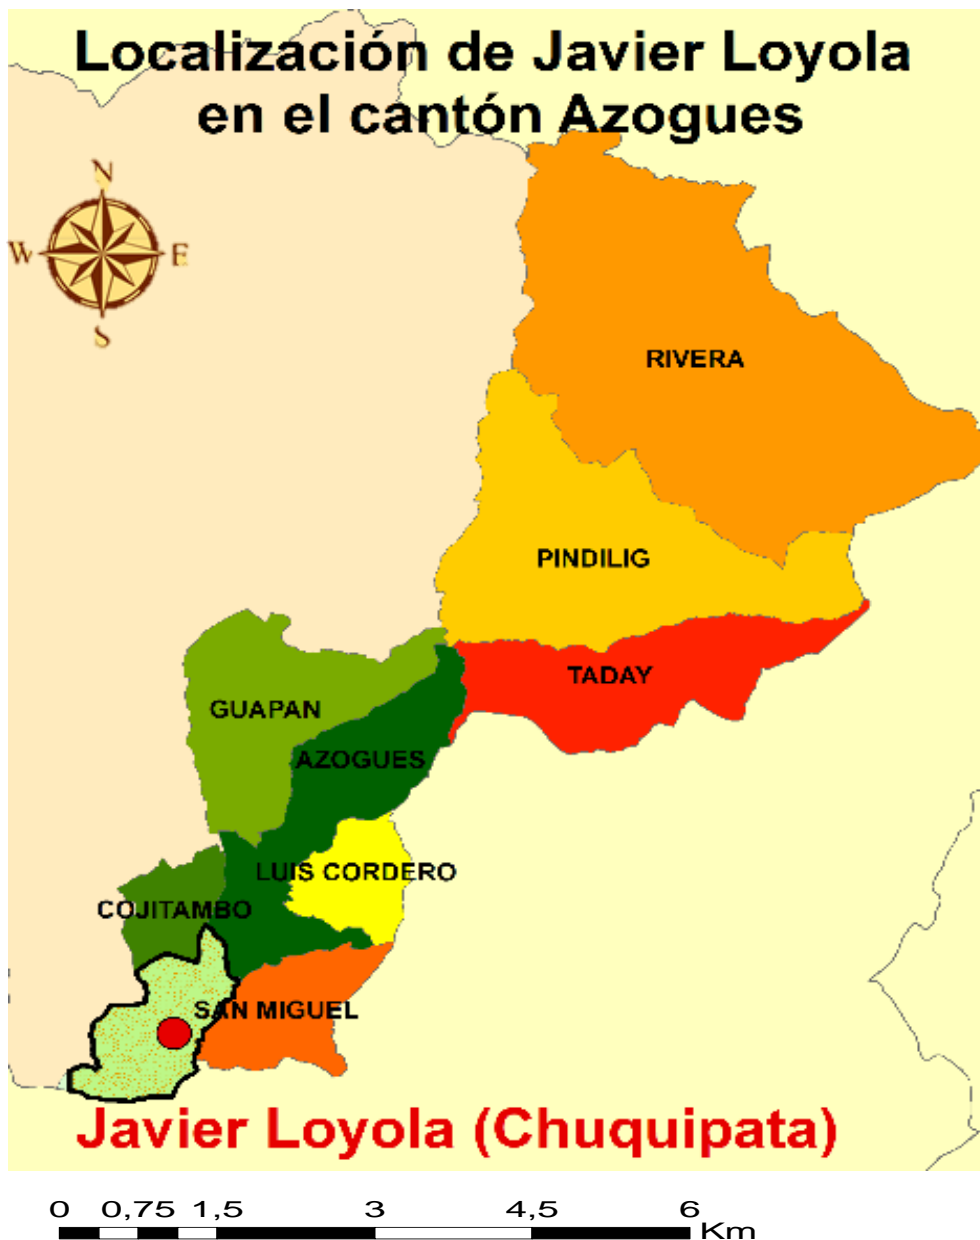 Localización de Javier Loyola
en el cantón Azogues
N
W E
S
RIVERA
PINDILIG
TADAY
GUAPAN
AZOGUES
LUIS CORDERO
COJITAMBO
SAN MIGUEL
Javier Loyola (Chuquipata)
0 0,75 1,5 3 4,5 6
Km